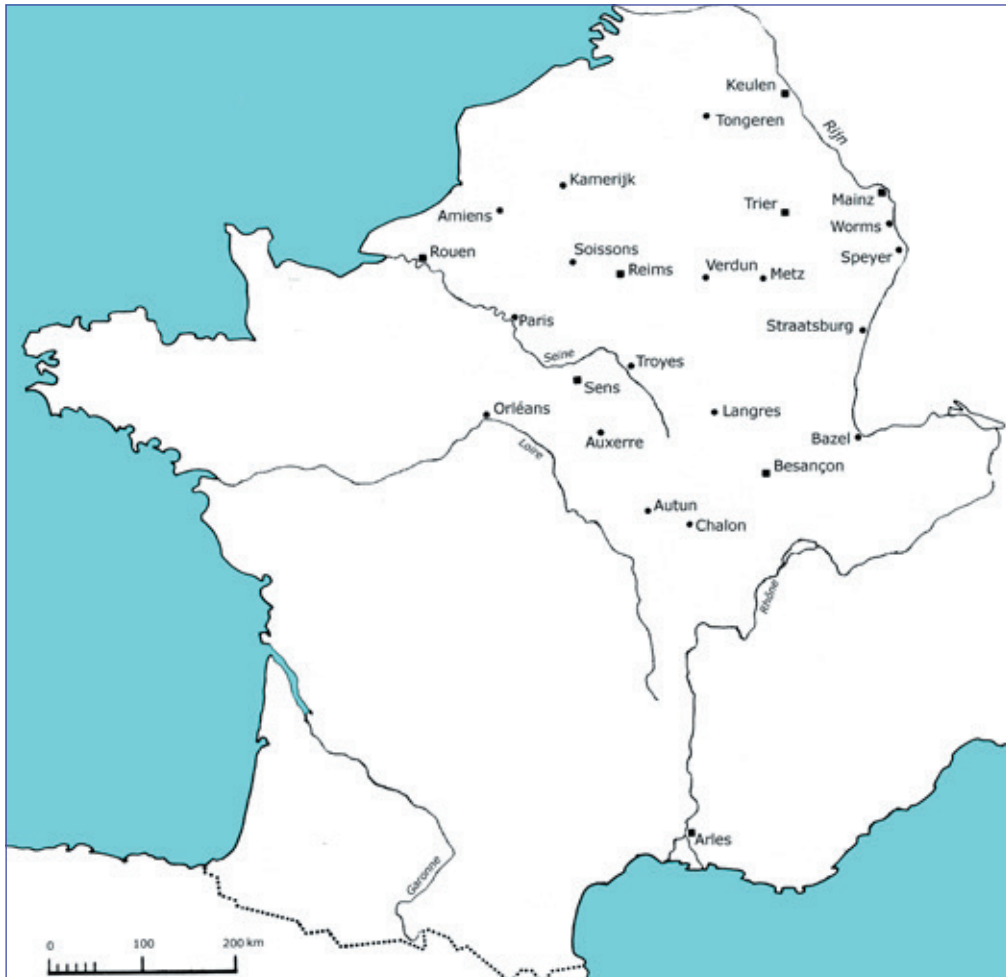 Keulen
Tongeren
Rijn
Kamerijk
Mainz
Trier
Amiens
Worms
Rouen
Soissons
Speyer
Reims
Verdun
Metz
Paris
Straatsburg
Seine
Troyes
Sens
Orléans
Langres
Auxerre
Bazel
Loire
Besançon
Autun
Chalon
Rhône
Arles
Garonne
0 100 200 km